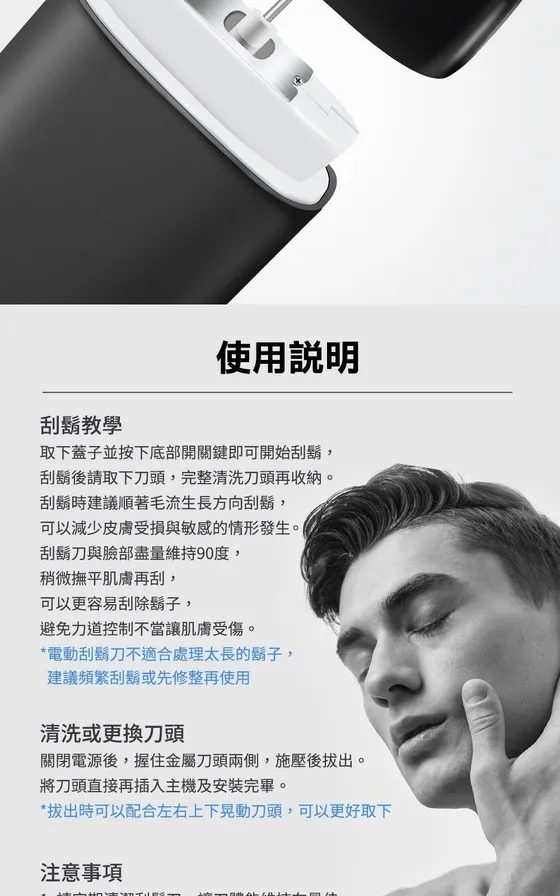 使用説明
刮鬍教學
取下蓋子並按下底部開關鍵即可開始刮鬍，
刮鬍後請取下刀頭，完整清洗刀頭再收納。
刮鬍時建議順著毛流生長方向刮鬍，
可以減少皮膚受損與敏感的情形發生。
刮鬍刀與臉部盡量維持90度，
稍微撫平肌膚再刮，
可以更容易刮除鬍子，
避免力道控制不當讓肌膚受傷。
*電動刮鬍刀不適合處理太長的鬍子，
建議頻繁刮鬍或先修整再使用
清洗或更換刀頭
關閉電源後，握住金屬刀頭兩側，施壓後拔出。
將刀頭直接再插入主機及安裝完畢。
*拔出時可以配合左右上下晃動刀頭，可以更好取下
注意事項